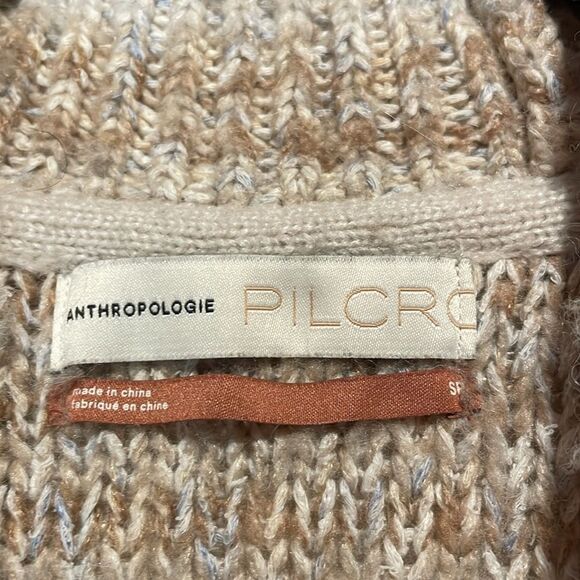 ANTHROPOLOGIE PILCRO
made in china
fabriqué en chine
SP